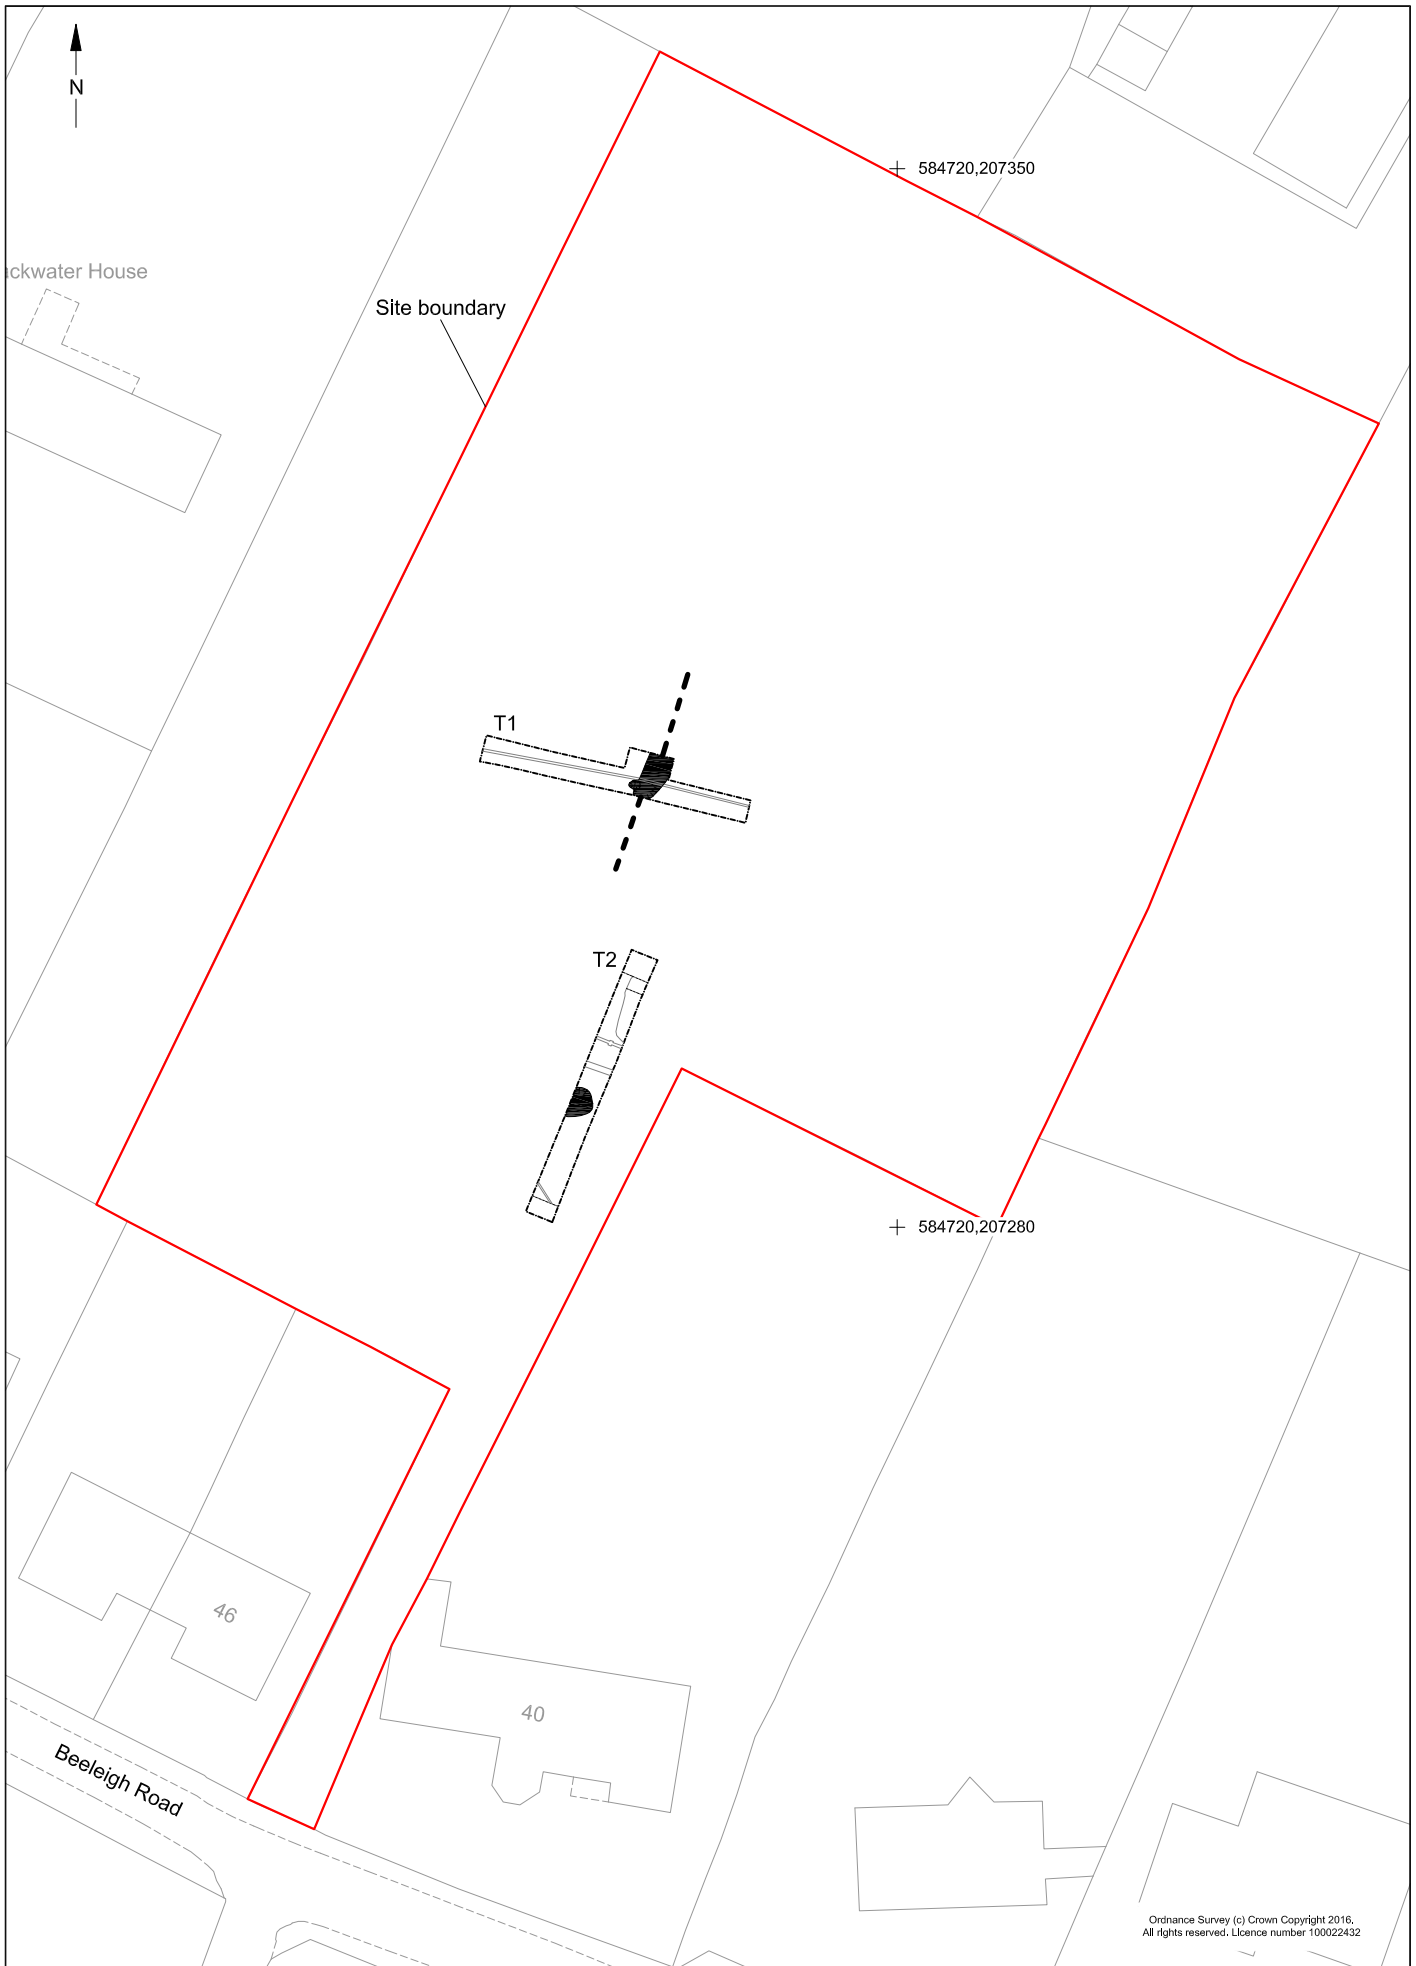 N
584720,207350
ackwater House
Site boundary
T1
T2
584720,207280
46
40
Beeleigh Road
Ordnance Survey (c) Crown Copyright 2016.
All rights reserved. Licence number 100022432